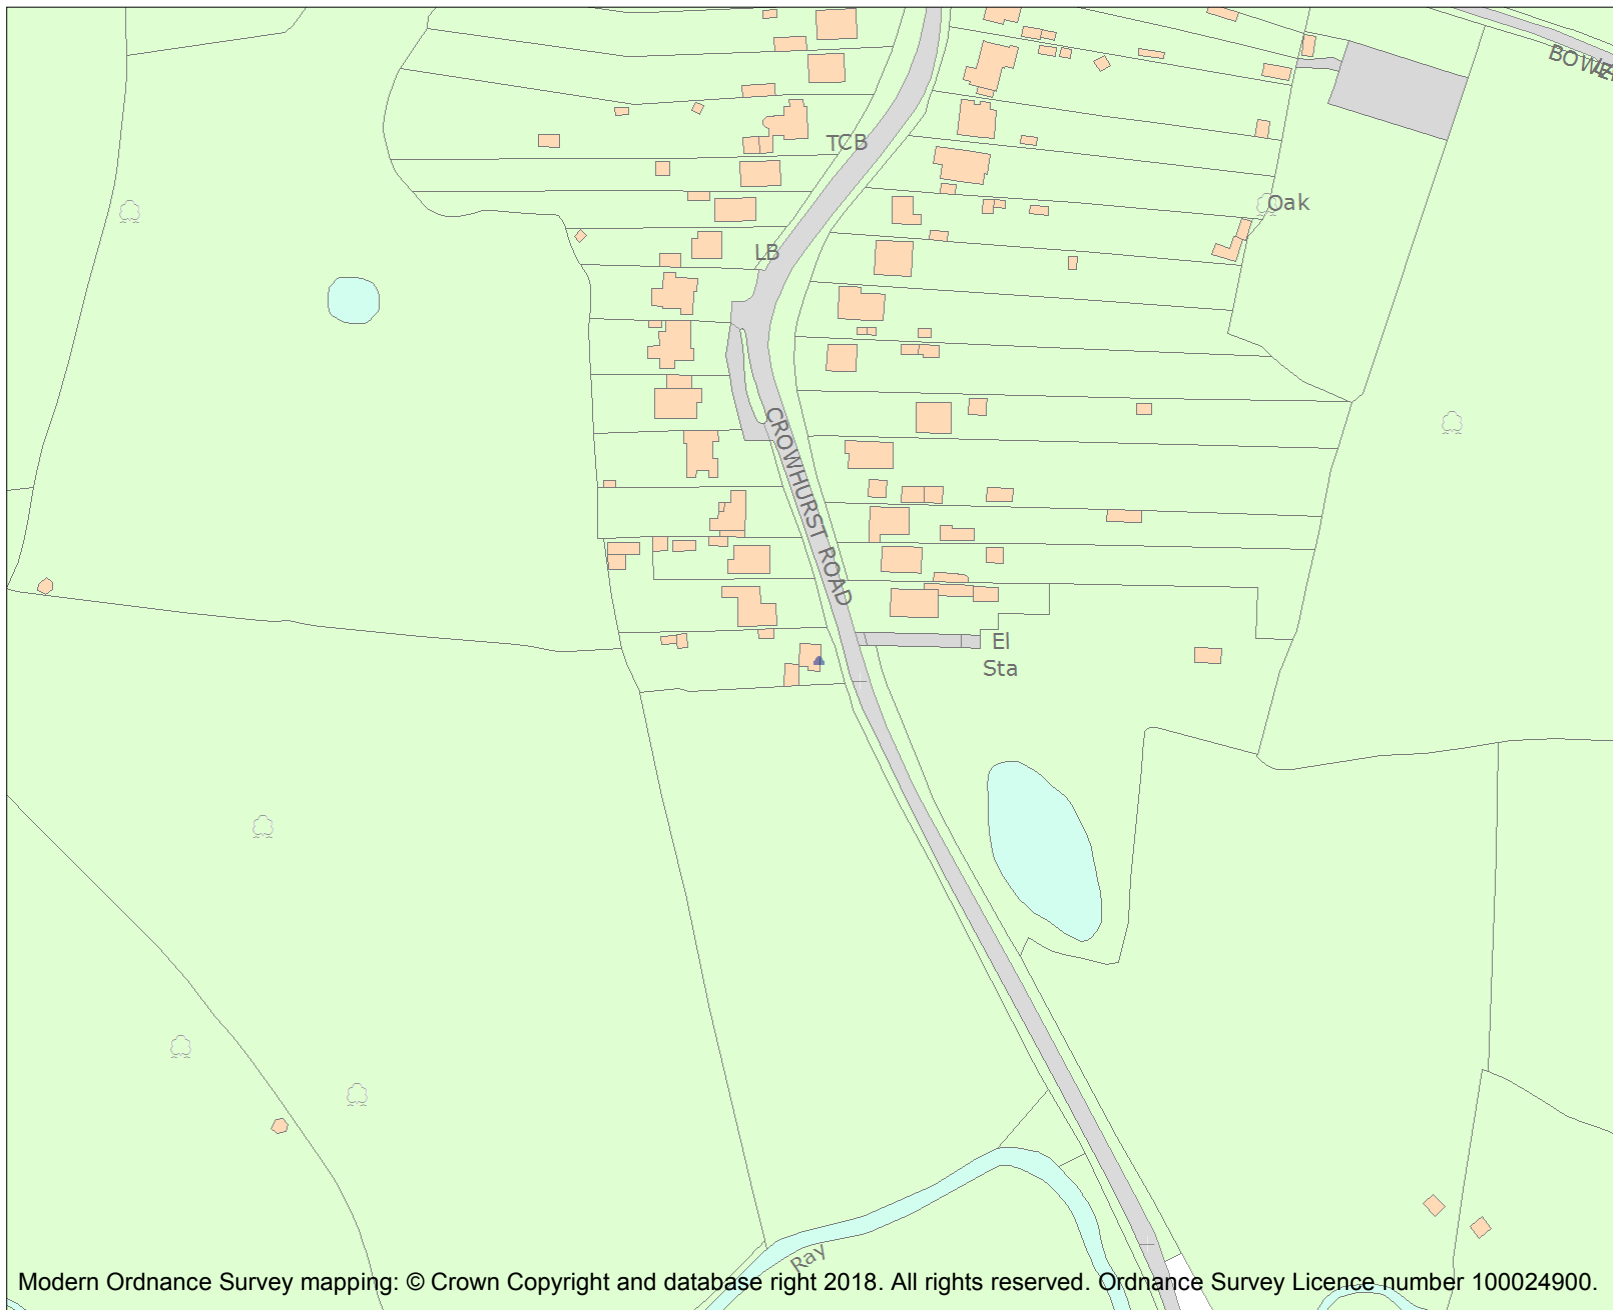 TCB
Oak
LB
CROWHURST ROAD
El
Sta
Ray
Modern Ordnance Survey mapping: © Crown Copyright and database right 2018. All rights reserved. Ordnance Survey Licence number 100024900.